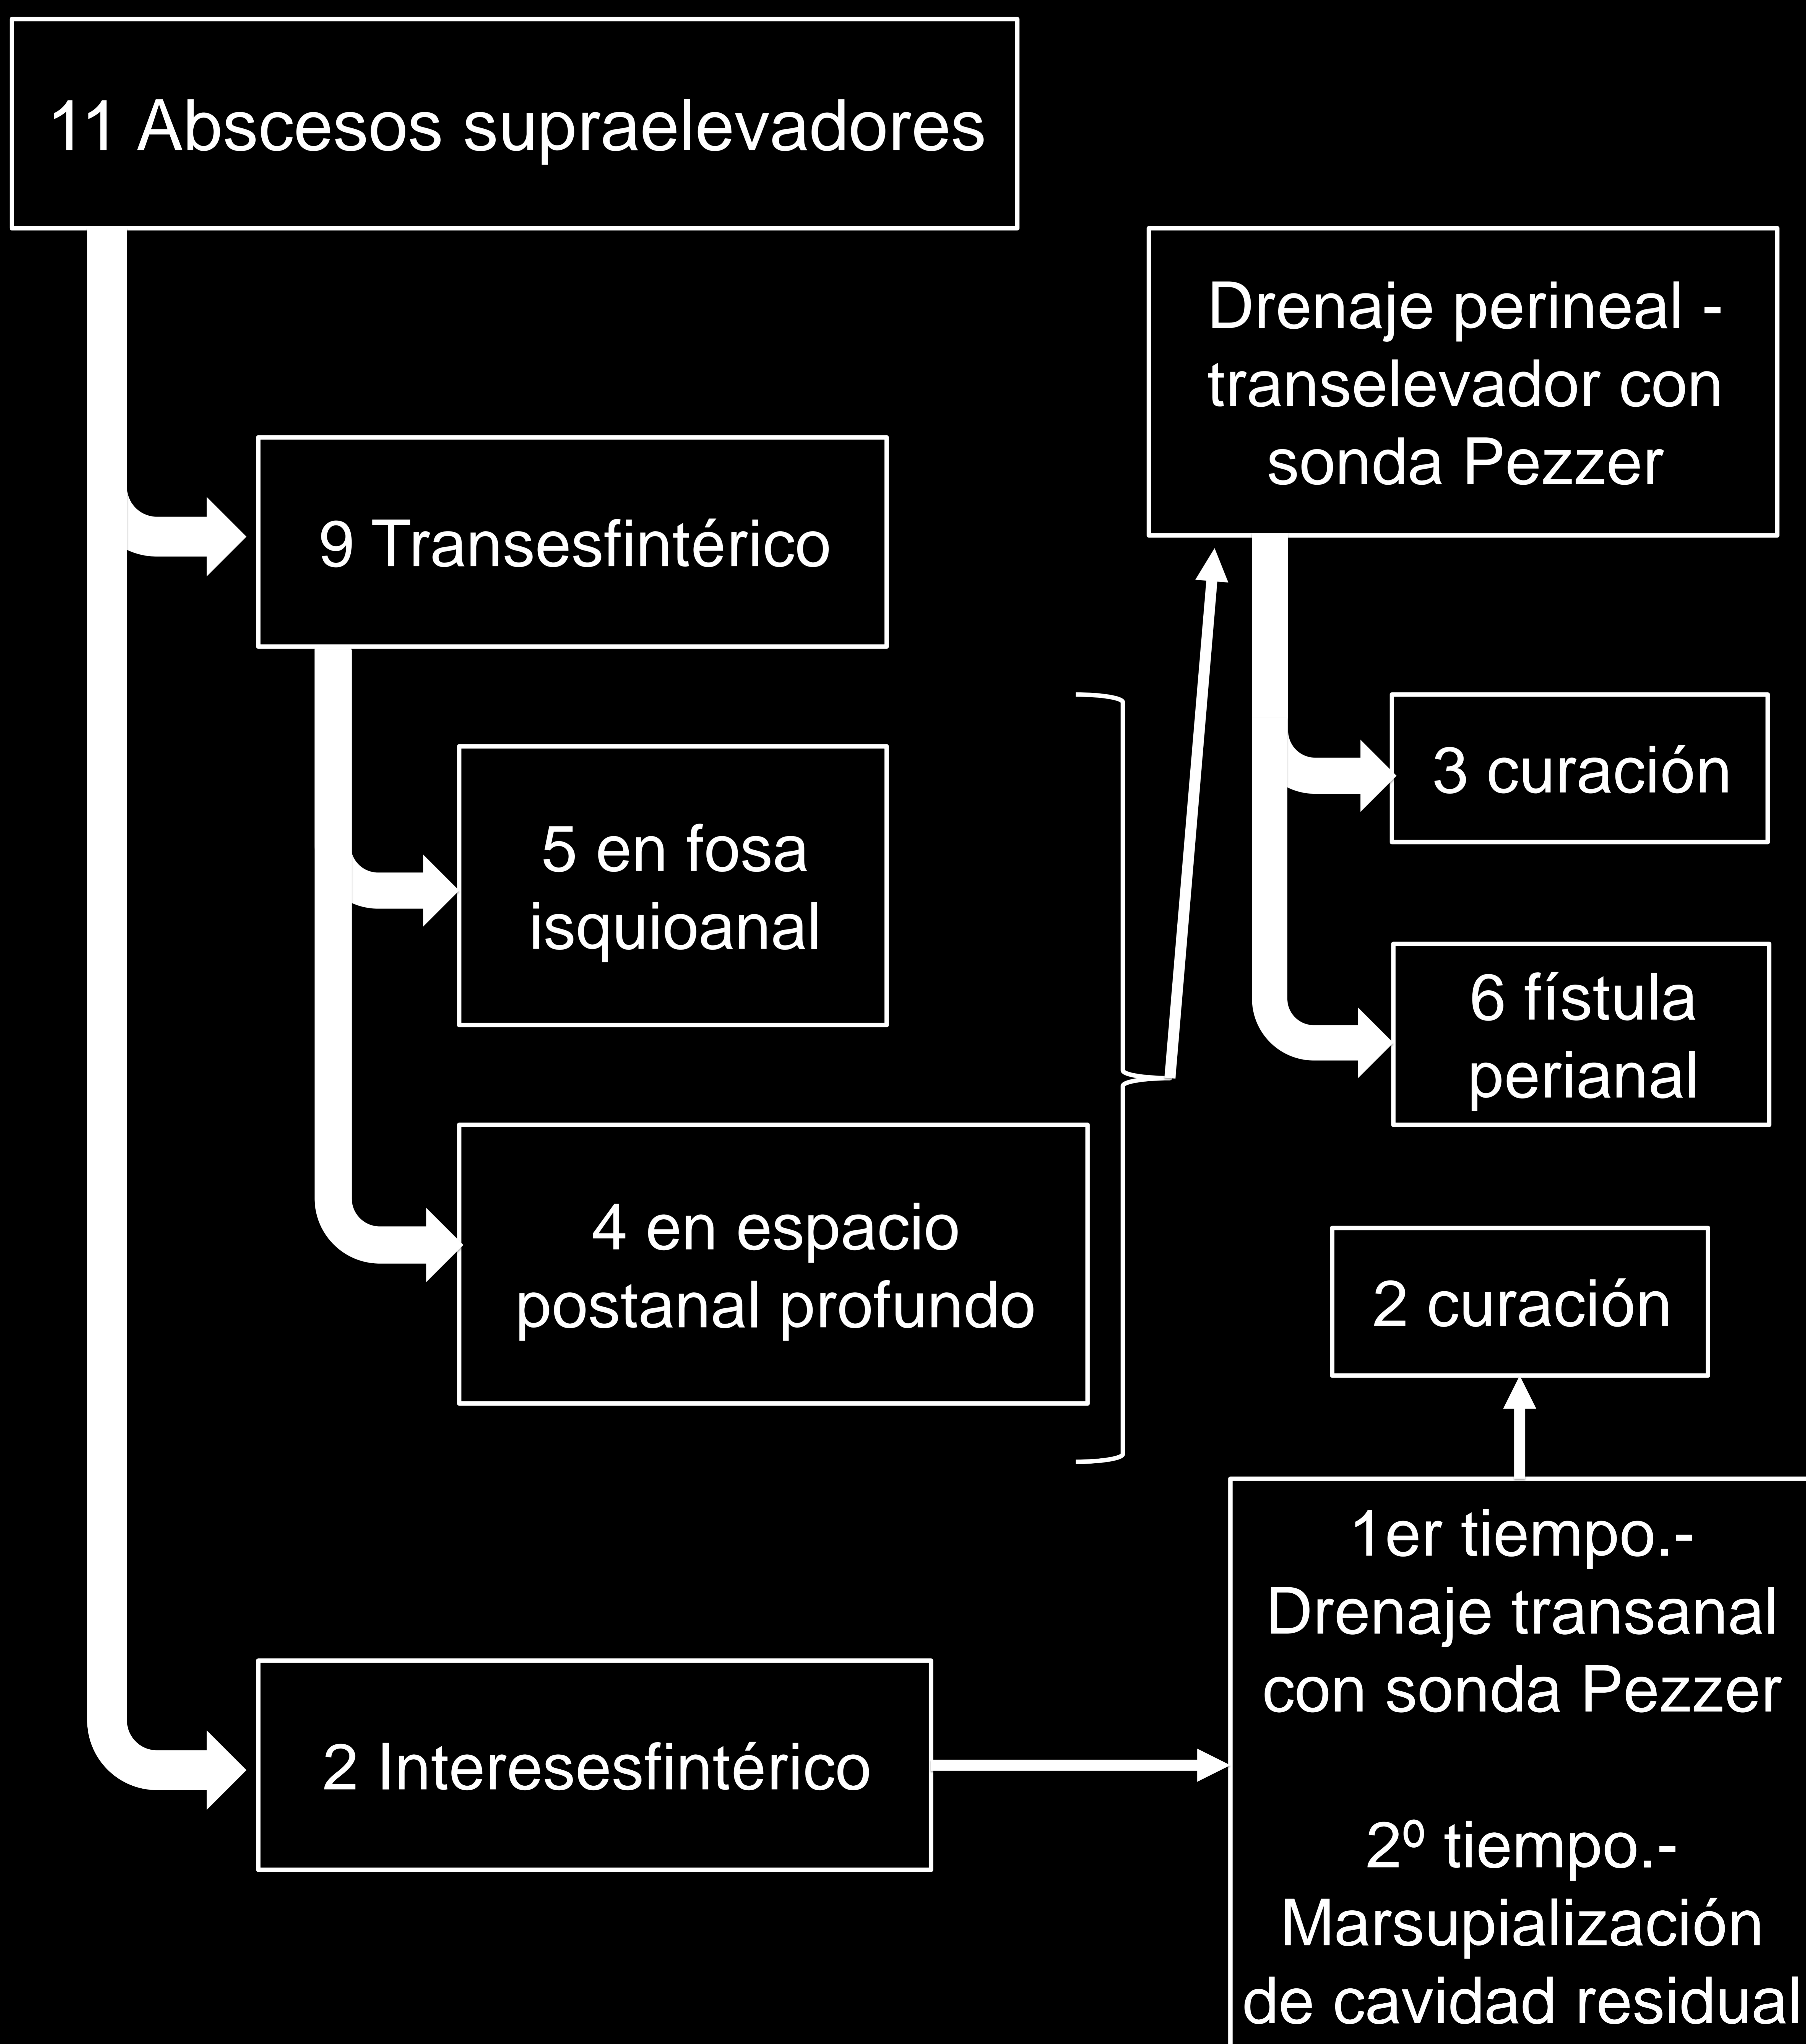 11 Abscesos supraelevadores
Drenaje perineal -
transelevador con
sonda Pezzer
9 Transesfintérico
3 curación
5 en fosa
isquioanal
6 fístula
perianal
4 en espacio
postanal profundo
2 curación
1er tiempo.-
Drenaje transanal
con sonda Pezzer
2 Interesesfintérico
2º tiempo.-
Marsupialización
de cavidad residual